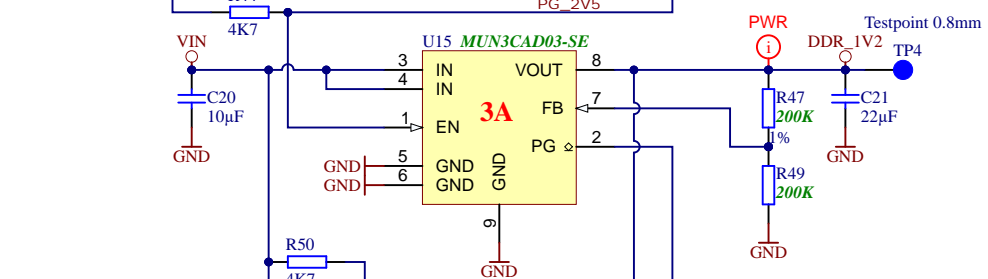 PG_2V5
4K7
PWR
Testpoint 0.8mm
VIN
U15 MUN3CAD03-SE
DDR_1V2
TP4
3 IN VOUT 8
4 IN
C20
10µF
3A
FB 7
R47
200K
1%
C21
22µF
1 EN
PG 2
GND
GND
GND 5 GND
GND 6 GND
GND
R49
200K
9
R50
GND
GND
4K7